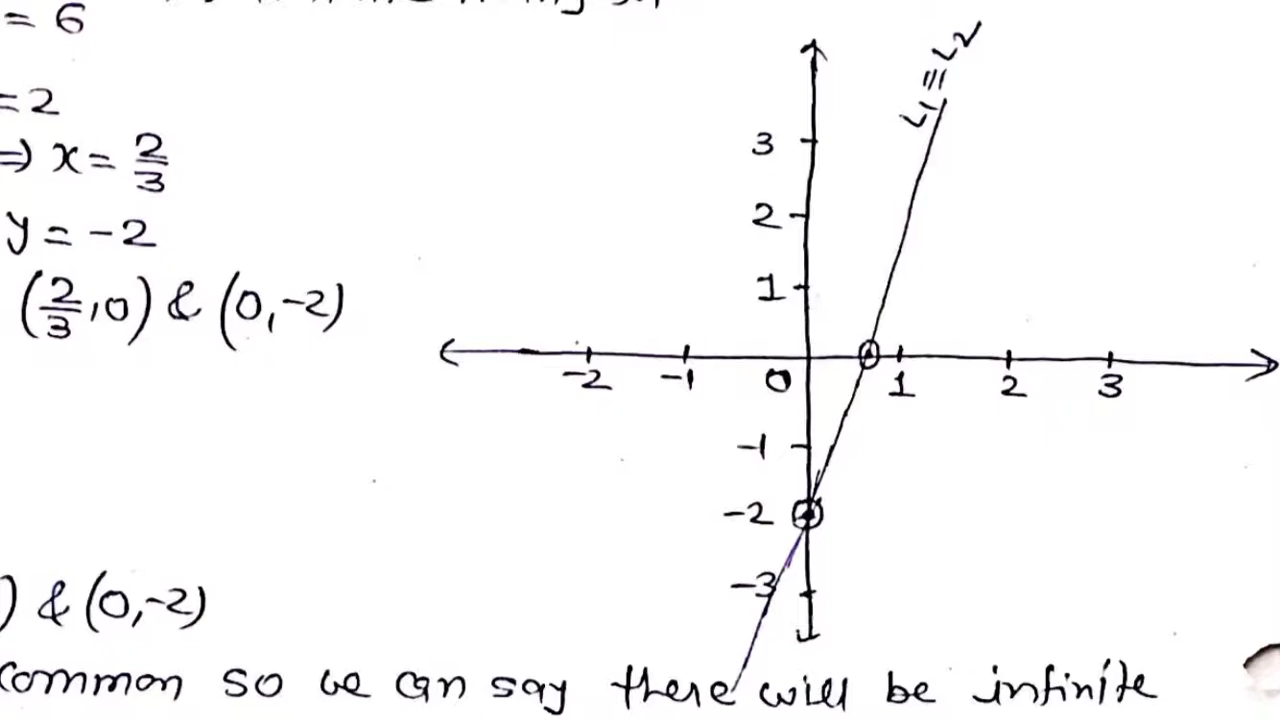 = 6
= 2
⇒ x = 2/3
y = -2
(2/3, 0) & (0, -2)
) & (0, -2)
common so we can say there will be infinite
L1 ≡ L2
3
2
1
-2 -1 0 1 2 3
-1
-2
-3